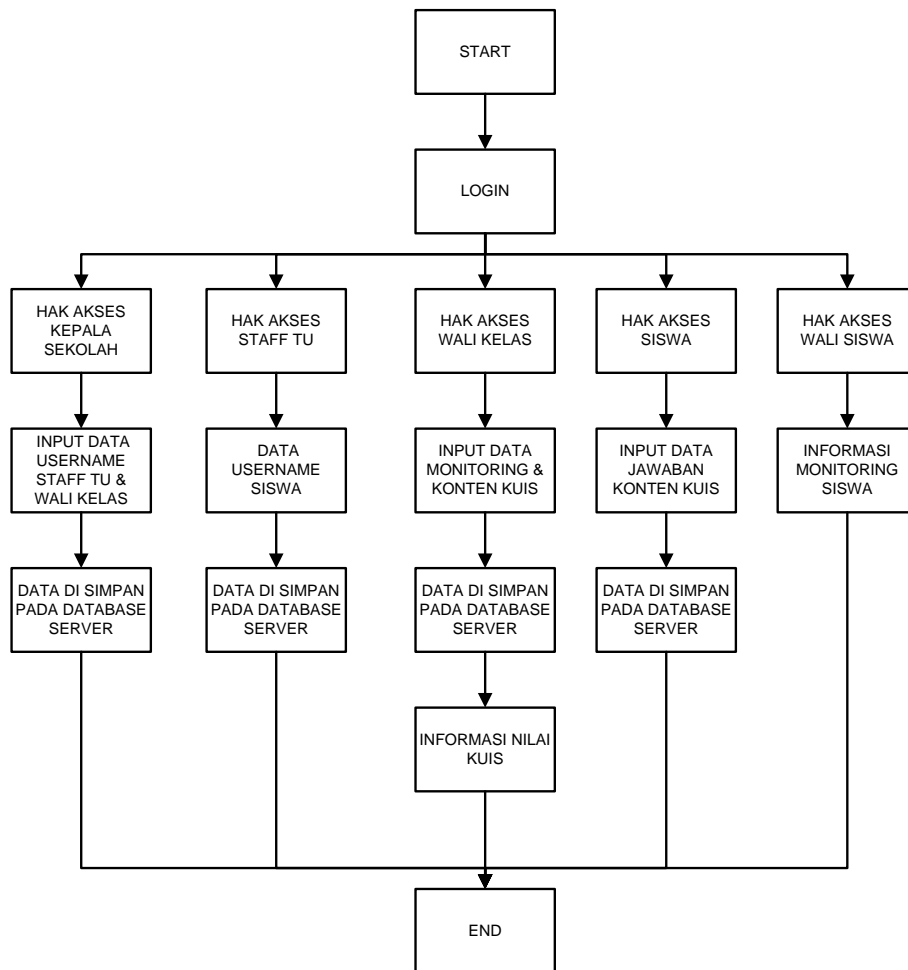 START
LOGIN
HAK AKSES
KEPALA
SEKOLAH
HAK AKSES
STAFF TU
HAK AKSES
WALI KELAS
HAK AKSES
SISWA
HAK AKSES
WALI SISWA
INPUT DATA
USERNAME
STAFF TU &
WALI KELAS
DATA
USERNAME
SISWA
INPUT DATA
MONITORING &
KONTEN KUIS
INPUT DATA
JAWABAN
KONTEN KUIS
INFORMASI
MONITORING
SISWA
DATA DI SIMPAN
PADA DATABASE
SERVER
DATA DI SIMPAN
PADA DATABASE
SERVER
DATA DI SIMPAN
PADA DATABASE
SERVER
DATA DI SIMPAN
PADA DATABASE
SERVER
INFORMASI NILAI
KUIS
END